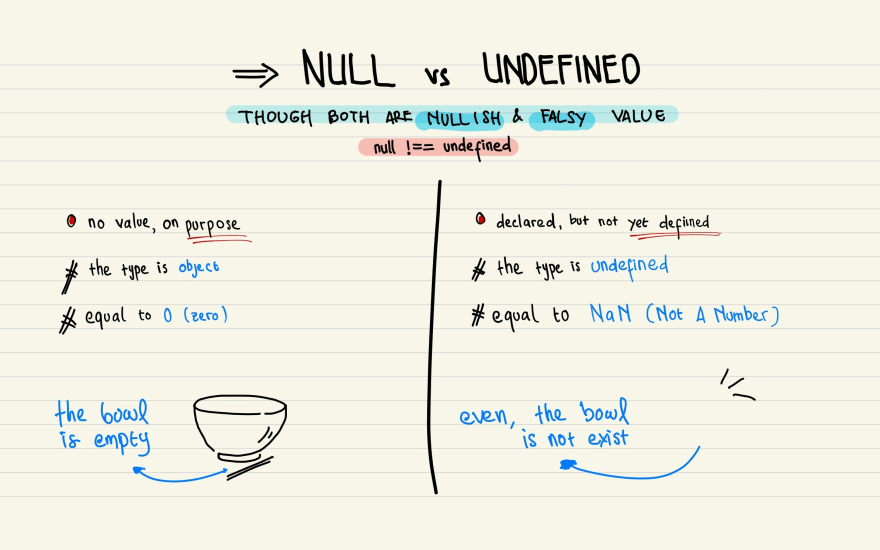 ⇒ NULL vs UNDEFINED
THOUGH BOTH ARE NULLISH & FALSY VALUE
null !== undefined
no value, on purpose
# the type is object
# equal to 0 (zero)
the bowl
is empty
declared, but not yet defined
# the type is undefined
# equal to NaN (Not A Number)
even, the bowl
is not exist